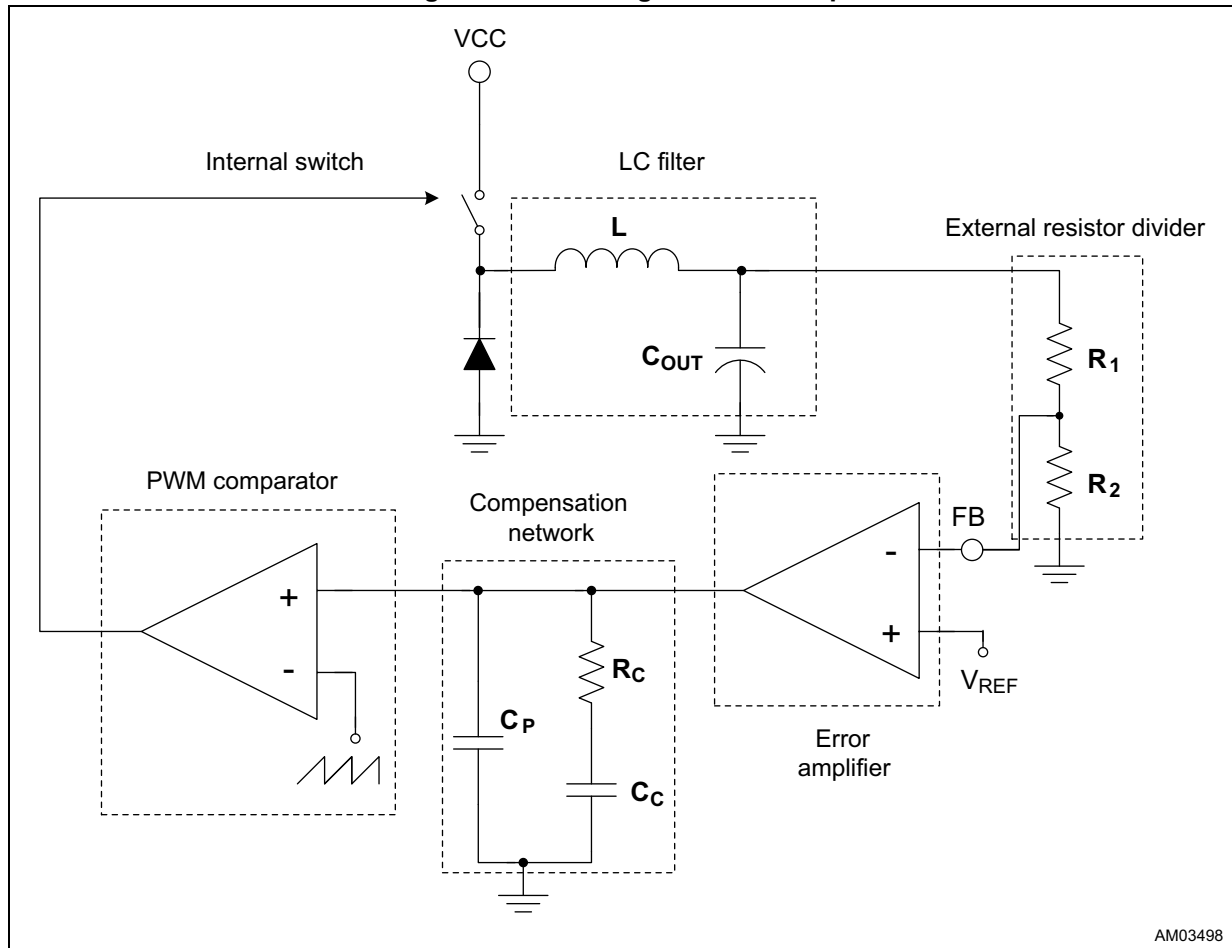 VCC
Internal switch
LC filter
L
External resistor divider
C_OUT
R1
R2
PWM comparator
Compensation
network
FB
-
+
+
-
RC
VREF
CP
CC
Error
amplifier
AM03498